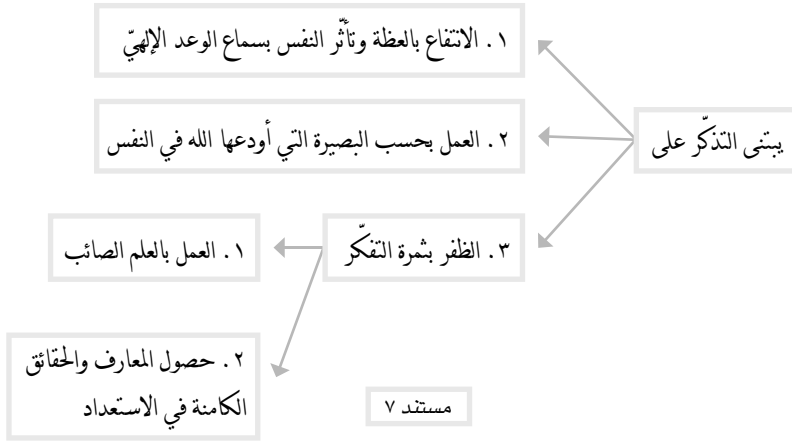 يبتنى التذكّر على
١. الانتفاع بالعظة وتأثّر النفس بسماع الوعد الإلهيّ
٢. العمل بحسب البصيرة التي أودعها الله في النفس
٣. الظفر بثمرة التفكّر
١. العمل بالعلم الصائب
٢. حصول المعارف والحقائق
الكامنة في الاستعداد
مستند ٧